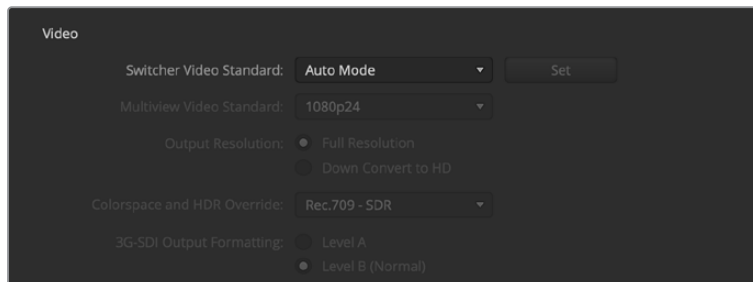 Video
Switcher Video Standard: Auto Mode Set
Multiview Video Standard: 1080p24
Output Resolution: Full Resolution
Down Convert to HD
Colorspace and HDR Override: Rec.709 - SDR
3G-SDI Output Formatting: Level A
Level B (Normal)